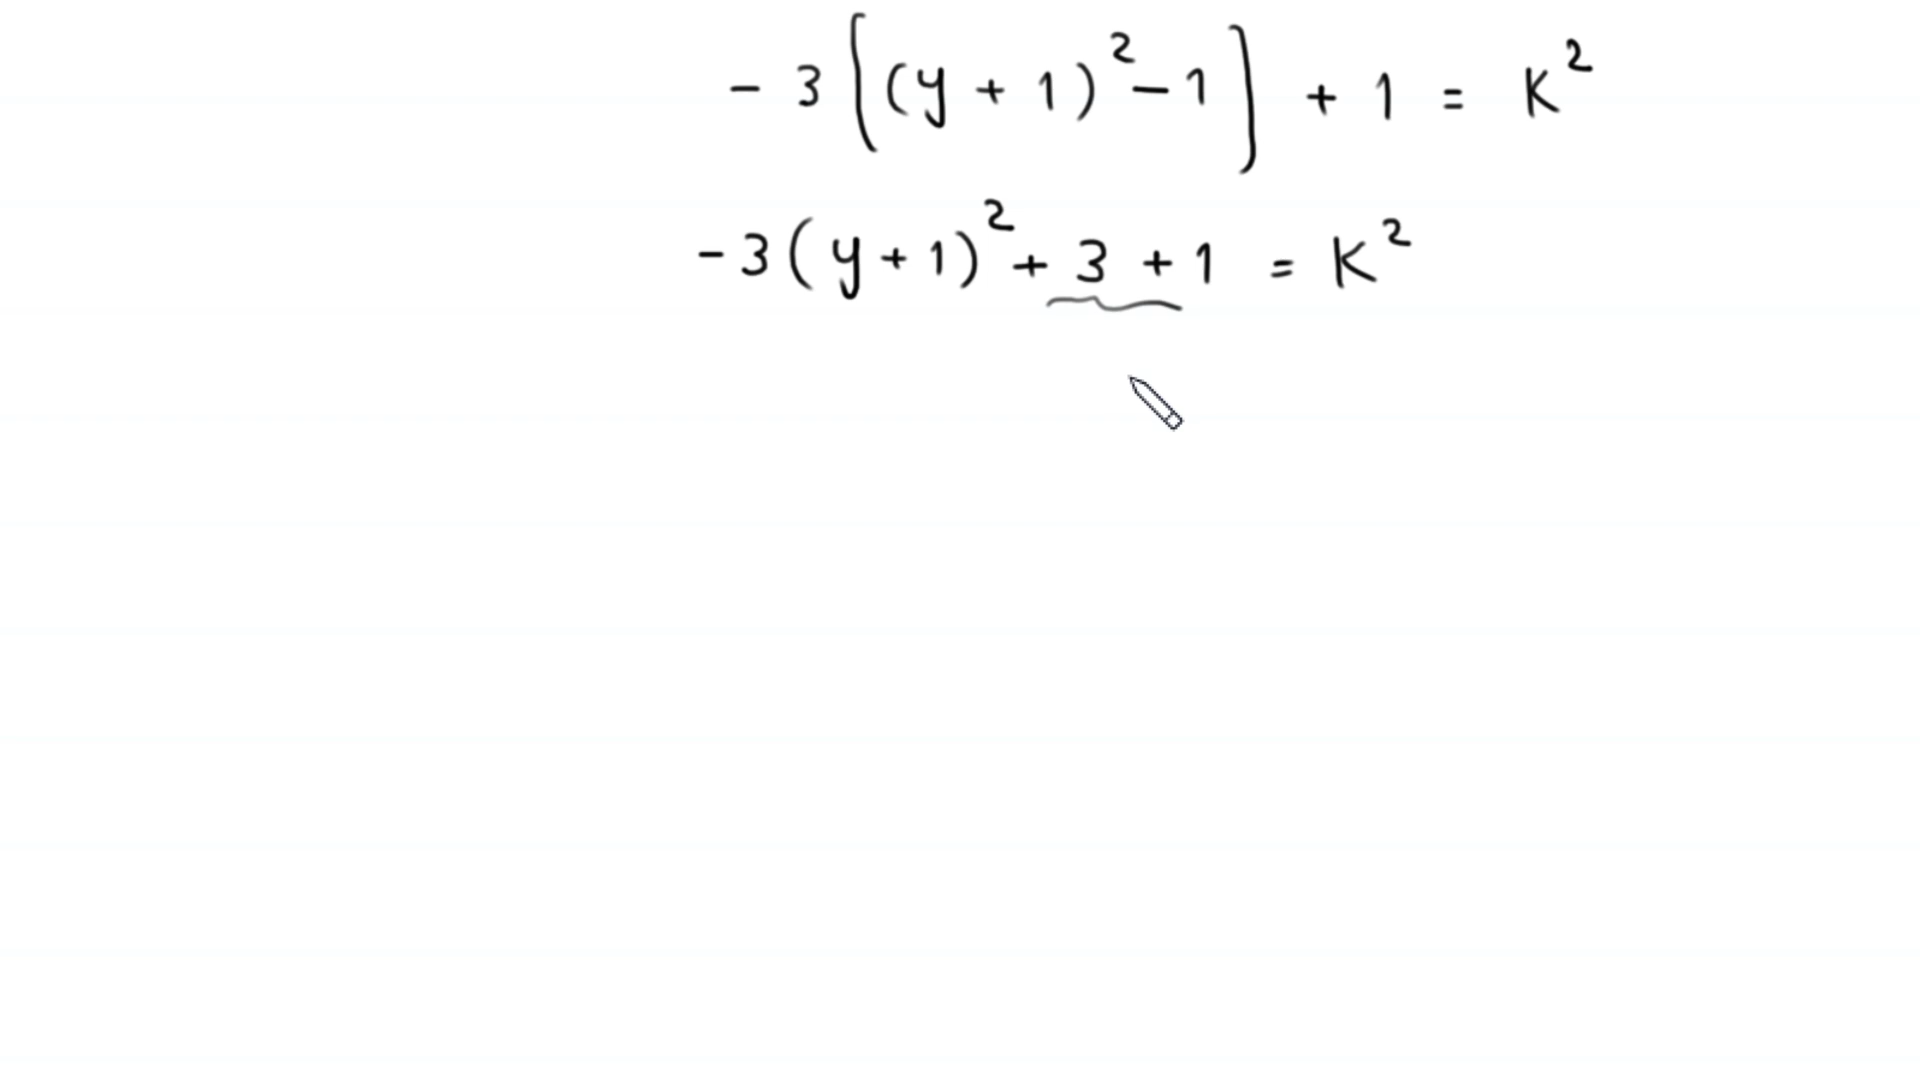 - 3 [(y + 1)² - 1] + 1 = K²
-3(y+1)² + 3 + 1 = K²